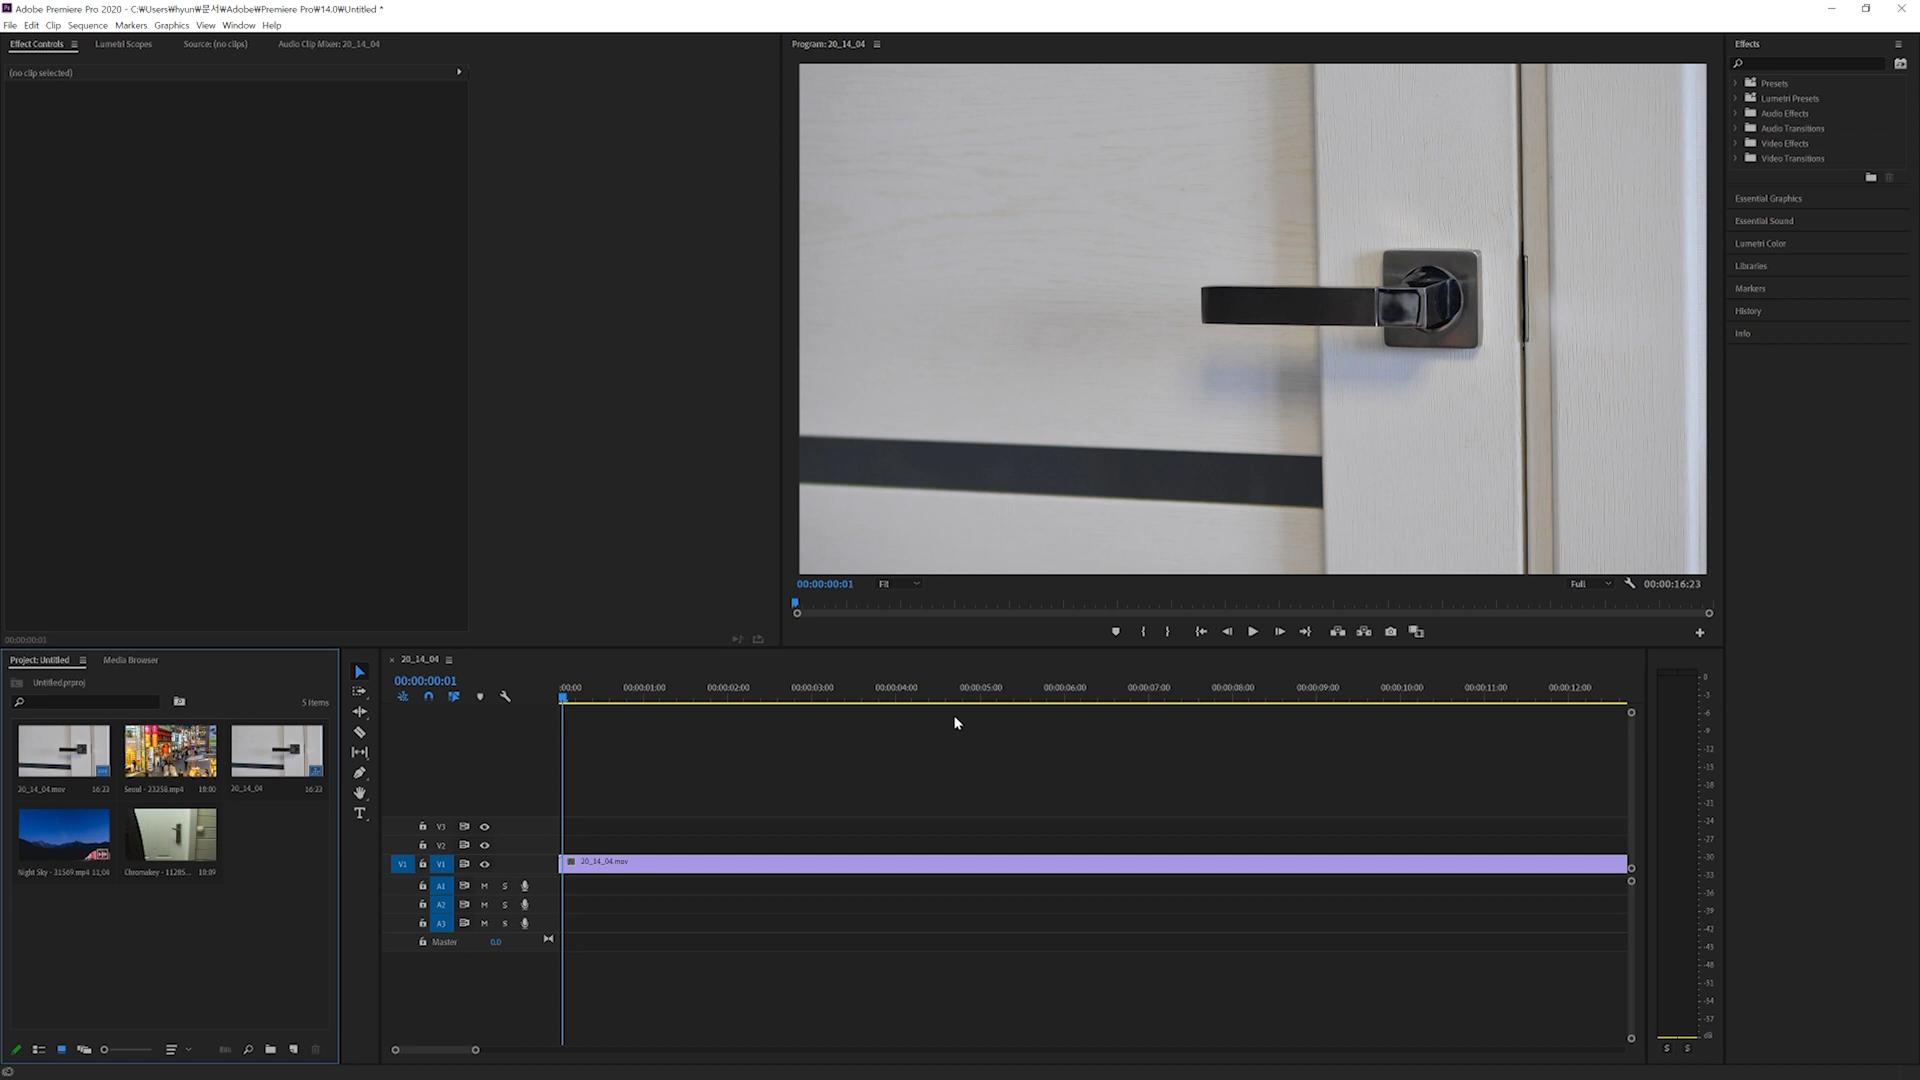 Adobe Premiere Pro 2020 - C:₩Users₩hyun₩문서₩Adobe₩Premiere Pro₩14.0₩Untitled *
File Edit Clip Sequence Markers Graphics View Window Help
Effect Controls Lumetri Scopes Source: (no clips) Audio Clip Mixer: 20_14_04
(no clip selected)
00:00:00:01
Program: 20_14_04
00:00:00:01 Fit Full 00:00:16:23
Effects
Presets
Lumetri Presets
Audio Effects
Audio Transitions
Video Effects
Video Transitions
Essential Graphics
Essential Sound
Lumetri Color
Libraries
Markers
History
Info
Project: Untitled Media Browser
Untitled.prproj
5 Items
20_14_04.mov 16:23
Seoul - 23258.mp4 18:00
20_14_04 16:23
Night Sky - 31569.mp4 11;04
Chromakey - 11285... 10:09
20_14_04
00:00:00:01
:00:00 00:00:01:00 00:00:02:00 00:00:03:00 00:00:04:00 00:00:05:00 00:00:06:00 00:00:07:00 00:00:08:00 00:00:09:00 00:00:10:00 00:00:11:00 00:00:12:00
V3
V2
V1 V1 20_14_04.mov
A1 M S
A2 M S
A3 M S
Master 0.0
0
-3
-6
-9
-12
-15
-18
-21
-24
-27
-30
-33
-36
-39
-42
-45
-48
-51
-54
-57
dB
S S